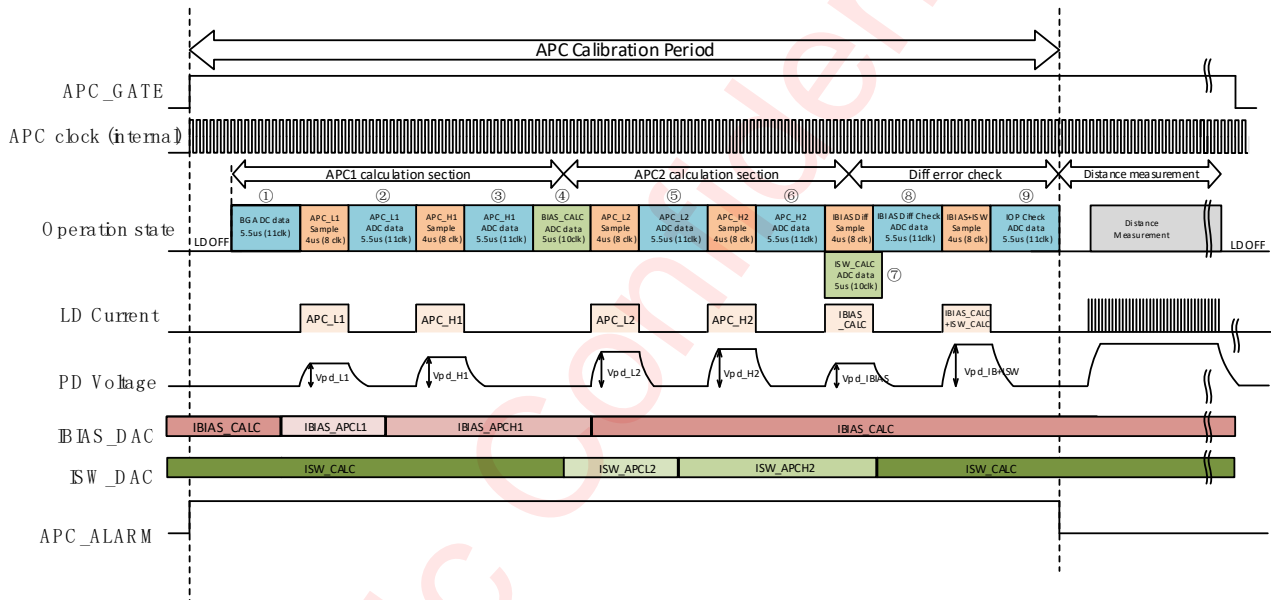 APC Calibration Period
APC_GATE
APC clock (internal)
APC1 calculation section
APC2 calculation section
Diff error check
Distance measurement
① ② ③ ④ ⑤ ⑥ ⑧ ⑨
Operation state
LD OFF
BG ADC data
5.5us (11clk)
APC_L1
Sample
4us (8 clk)
APC_L1
ADC data
5.5us (11clk)
APC_H1
Sample
4us (8 clk)
APC_H1
ADC data
5.5us (11clk)
BIAS_CALC
ADC data
5us (10clk)
APC_L2
Sample
4us (8 clk)
APC_L2
ADC data
5.5us (11clk)
APC_H2
Sample
4us (8 clk)
APC_H2
ADC data
5.5us (11clk)
IBIAS Diff
Sample
4us (8 clk)
IBIAS Diff Check
ADC data
5.5us (11clk)
IBIAS+ISW
Sample
4us (8 clk)
IOP Check
ADC data
5.5us (11clk)
Distance
Measurement
LD OFF
ISW_CALC
ADC data
5us (10clk)
⑦
LD Current
APC_L1
APC_H1
APC_L2
APC_H2
IBIAS
_CALC
IBIAS_CALC
+ISW_CALC
PD Voltage
Vpd_L1
Vpd_H1
Vpd_L2
Vpd_H2
Vpd_IBIAS
Vpd_IB+ISW
IBIAS_DAC
IBIAS_CALC
IBIAS_APCL1
IBIAS_APCH1
IBIAS_CALC
ISW_DAC
ISW_CALC
ISW_APCL2
ISW_APCH2
ISW_CALC
APC_ALARM